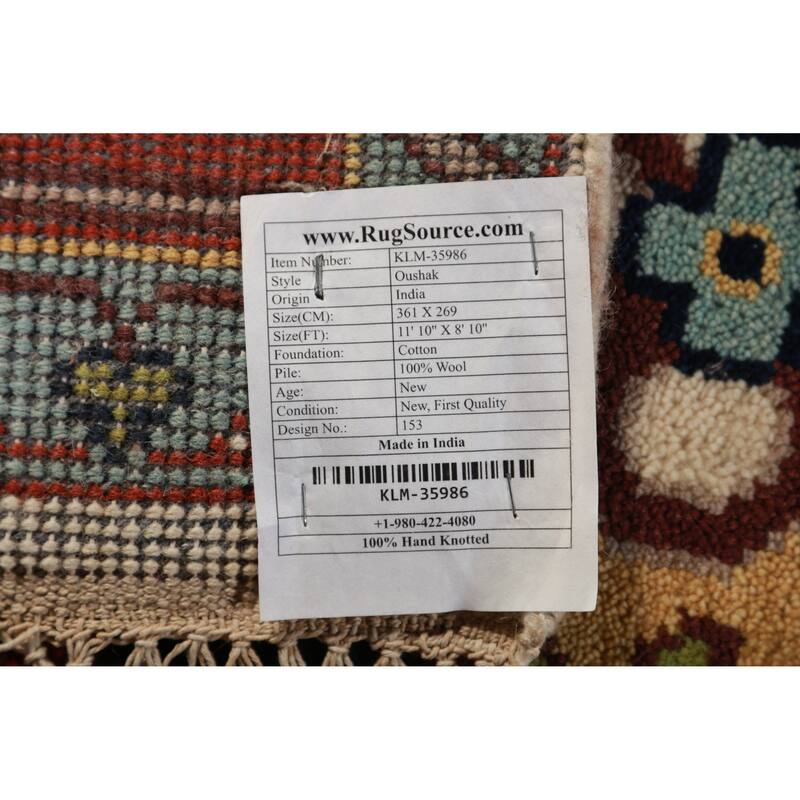 www.RugSource.com
Item Number: KLM-35986
Style Oushak
Origin India
Size(CM): 361 X 269
Size(FT): 11' 10" X 8' 10"
Foundation: Cotton
Pile: 100% Wool
Age: New
Condition: New, First Quality
Design No.: 153
Made in India
KLM-35986
+1-980-422-4080
100% Hand Knotted